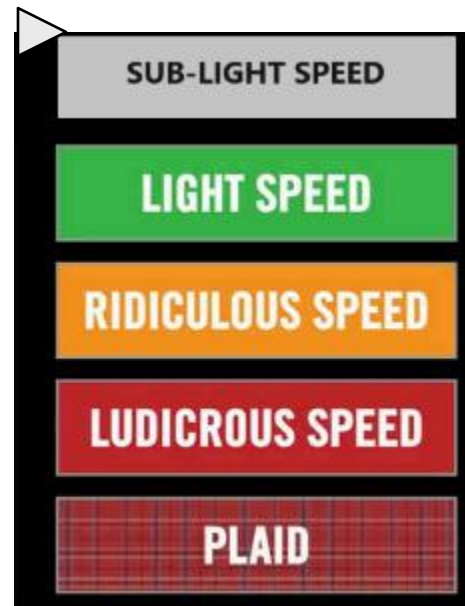 SUB-LIGHT SPEED
LIGHT SPEED
RIDICULOUS SPEED
LUDICROUS SPEED
PLAID